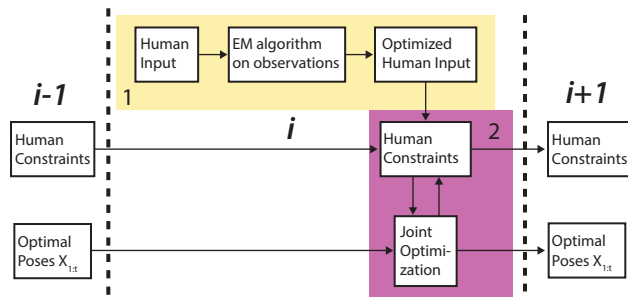 Human
Input
EM algorithm
on observations
Optimized
Human Input
1
i-1
i
i+1
2
Human
Constraints
Human
Constraints
Human
Constraints
Optimal
Poses X1:t
Joint
Optimi-
zation
Optimal
Poses X1:t